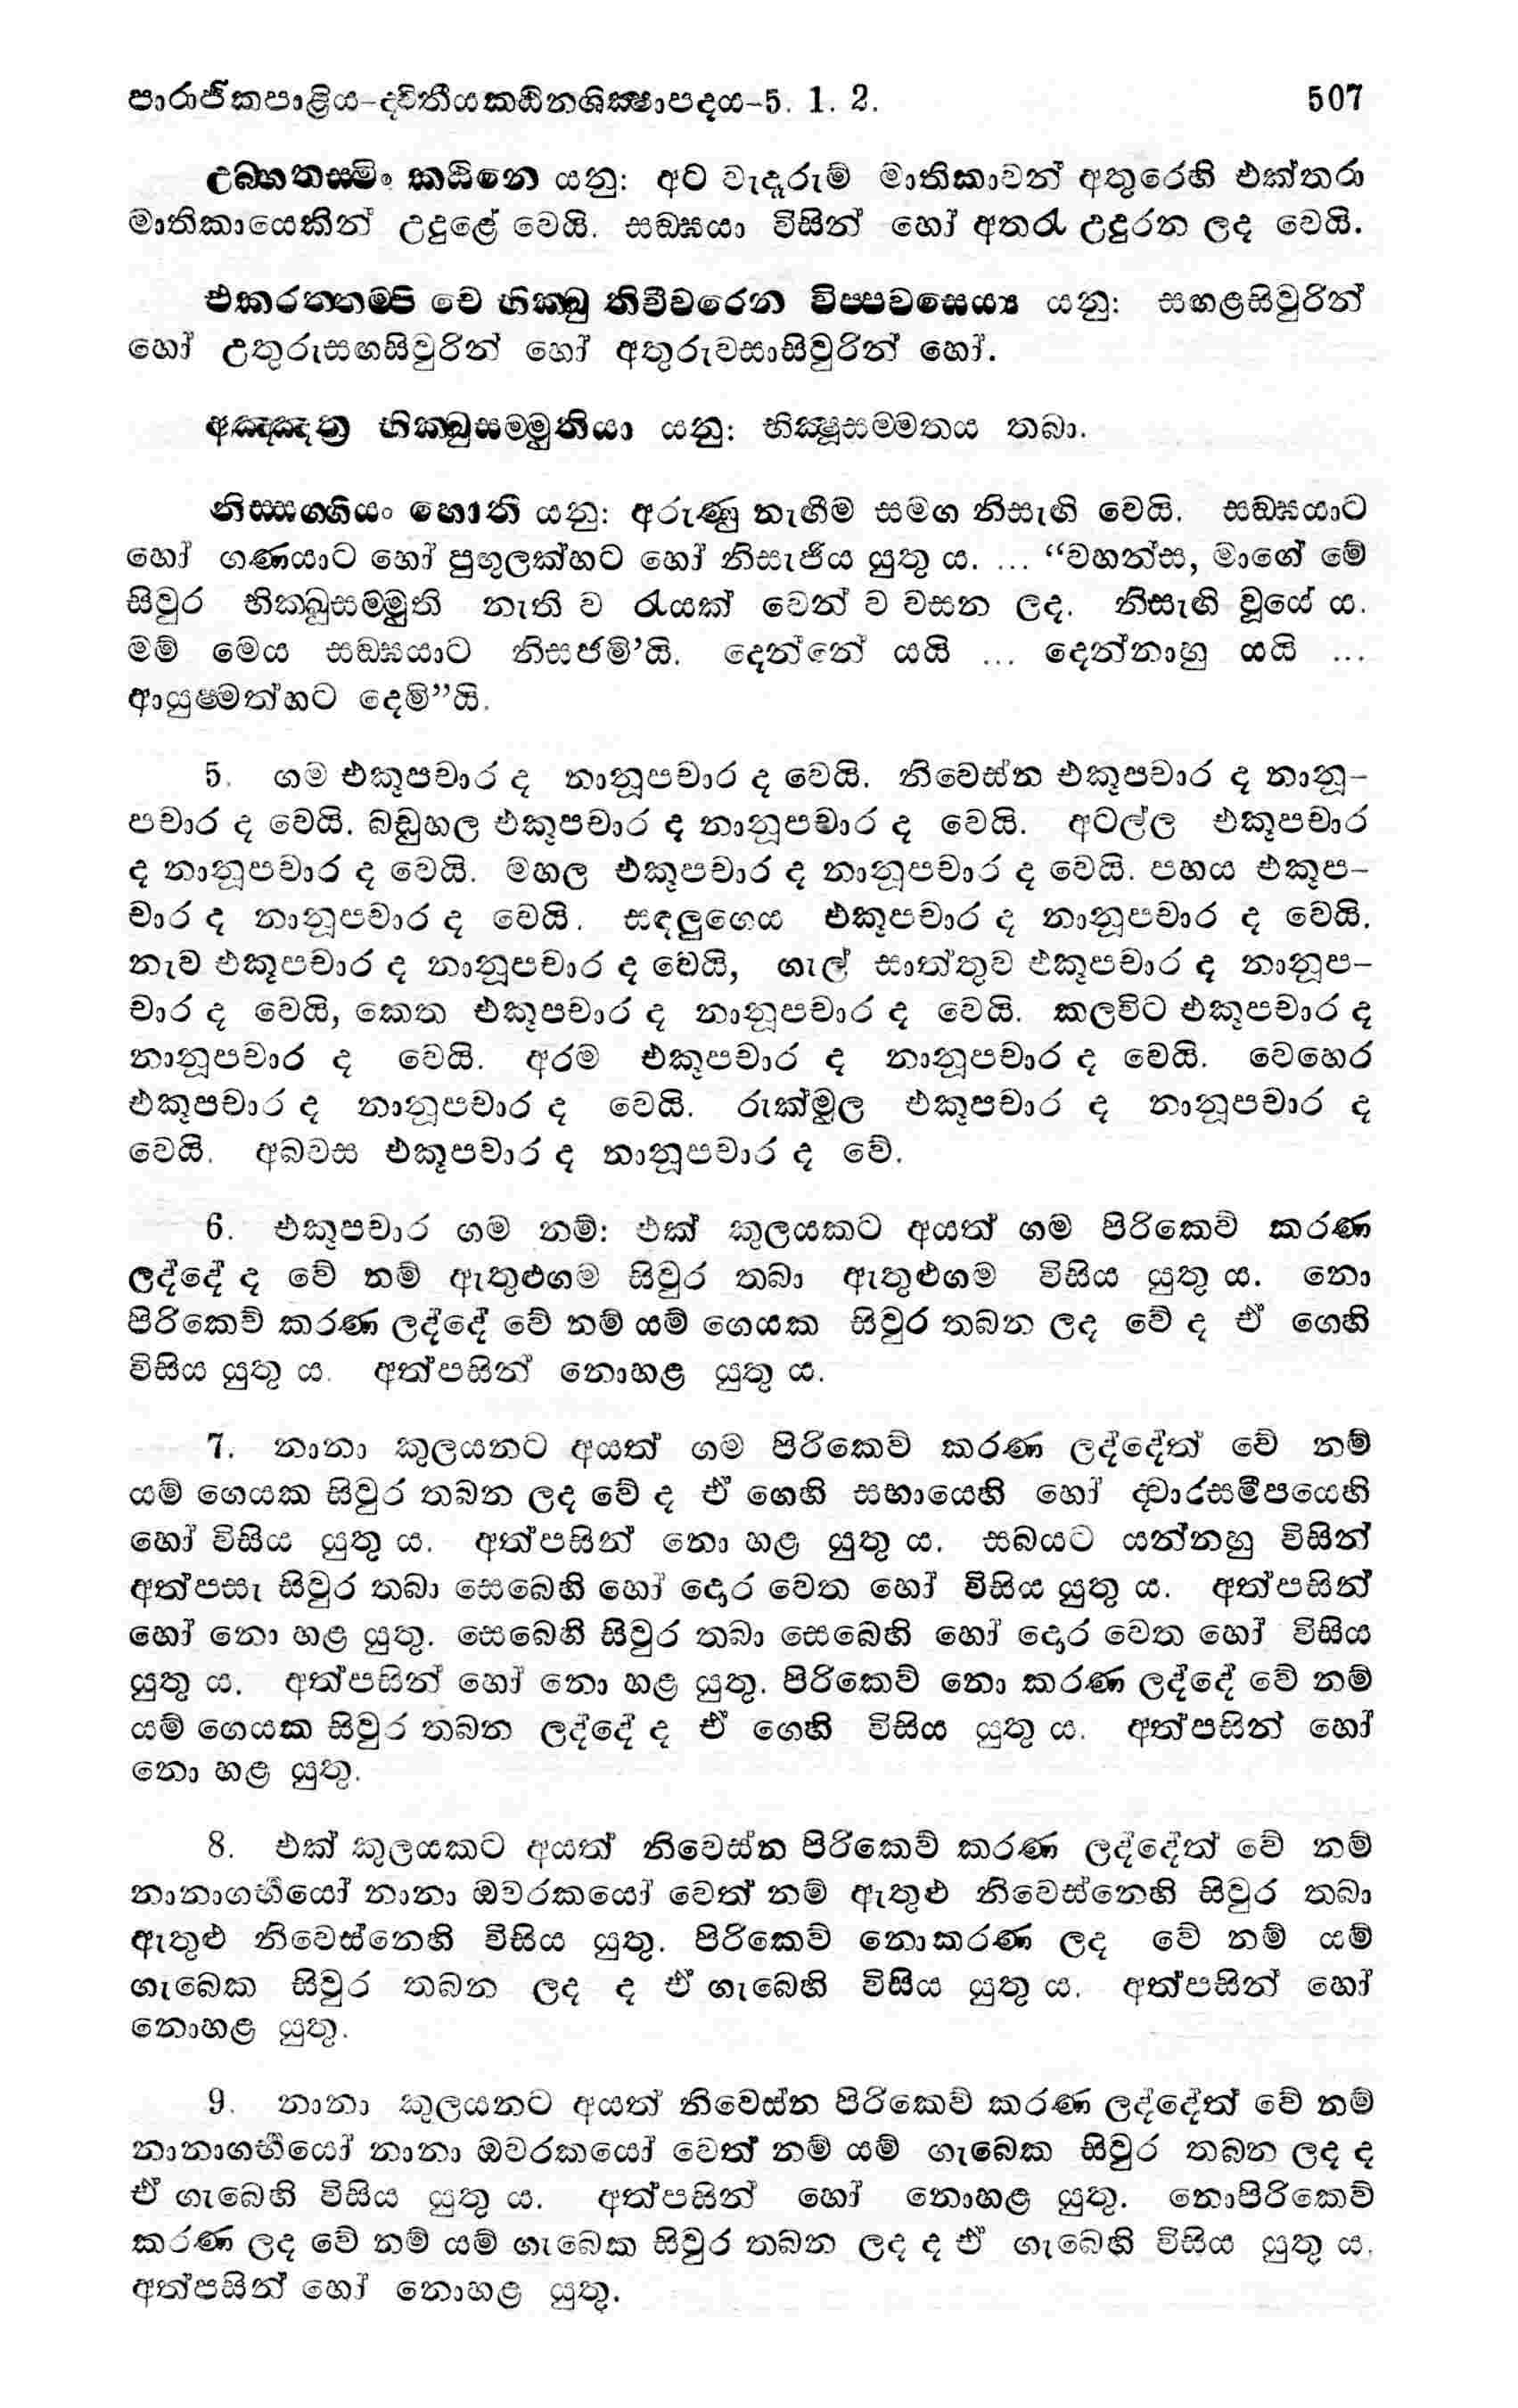 පාරාජිකපාළිය-ද්විතීයකඨිනශික්ෂාපදය-5. 1. 2. 507
උබ්භතස්මිං කඨිනෙ යනු: අට වැදෑරුම් මාතිකාවන් අතුරෙහි එක්තරා
මාතිකායෙකින් උදුළේ වෙයි. සඞ්ඝයා විසින් හෝ අතරැ උදුරන ලද වෙයි.
එකරත්තම්පි චෙ භික්ඛු තිචීවරෙන විප්පවසෙය්‍ය යනු: සඟළසිවුරින්
හෝ උතුරුසඟසිවුරින් හෝ අතුරුවසාසිවුරින් හෝ.
අඤ්ඤත්‍ර භික්ඛුසම්මුතියා යනු: භික්ෂූසම්මතය තබා.
නිස්සග්ගියං හොති යනු: අරුණු නැඟීම සමග නිසැඟි වෙයි. සඞ්ඝයාට
හෝ ගණයාට හෝ පුඟුලක්හට හෝ නිසැජිය යුතු ය. ... “වහන්ස, මාගේ මේ
සිවුර භික්ඛුසම්මුති නැති ව රැයක් වෙන් ව වසන ලද. නිසැඟි වූයේ ය.
මම් මෙය සඞ්ඝයාට නිසජමි’යි. දෙන්නේ යයි ... දෙන්නාහු යයි ...
ආයුෂ්මත්හට දෙමි”යි.
5. ගම එකූපචාර ද නානූපචාර ද වෙයි. නිවෙස්න එකූපචාර ද නානූ-
පචාර ද වෙයි. බඩුහල එකූපචාර ද නානූපචාර ද වෙයි. අටල්ල එකූපචාර
ද නානූපචාර ද වෙයි. මහල එකූපචාර ද නානූපචාර ද වෙයි. පහය එකූප-
චාර ද නානූපචාර ද වෙයි. සඳලුගෙය එකූපචාර ද නානූපචාර ද වෙයි.
නැව එකූපචාර ද නානූපචාර ද වෙයි, ගැල් සාත්තුව එකූපචාර ද නානූප-
චාර ද වෙයි, කෙත එකූපචාර ද නානූපචාර ද වෙයි. කලවිට එකූපචාර ද
නානූපචාර ද වෙයි. අරම එකූපචාර ද නානූපචාර ද වෙයි. වෙහෙර
එකූපචාර ද නානූපචාර ද වෙයි. රුක්මුල එකූපචාර ද නානූපචාර ද
වෙයි. අබවස එකූපචාර ද නානූපචාර ද වේ.
6. එකූපචාර ගම නම්: එක් කුලයකට අයත් ගම පිරිකෙව් කරණ
ලද්දේ ද වේ නම් ඇතුළුගම සිවුර තබා ඇතුළුගම විසිය යුතු ය. නො
පිරිකෙව් කරණ ලද්දේ වේ නම් යම් ගෙයක සිවුර තබන ලද වේ ද ඒ ගෙහි
විසිය යුතු ය. අත්පසින් නොහළ යුතු ය.
7. නානා කුලයනට අයත් ගම පිරිකෙව් කරණ ලද්දේත් වේ නම්
යම් ගෙයක සිවුර තබන ලද වේ ද ඒ ගෙහි සභායෙහි හෝ ද්වාරසමීපයෙහි
හෝ විසිය යුතු ය. අත්පසින් නො හළ යුතු ය. සබයට යන්නහු විසින්
අත්පසැ සිවුර තබා සෙබෙහි හෝ දොර වෙත හෝ විසිය යුතු ය. අත්පසින්
හෝ නො හළ යුතු. සෙබෙහි සිවුර තබා සෙබෙහි හෝ දොර වෙත හෝ විසිය
යුතු ය. අත්පසින් හෝ නො හළ යුතු. පිරිකෙව් නො කරණ ලද්දේ වේ නම්
යම් ගෙයක සිවුර තබන ලද්දේ ද ඒ ගෙහි විසිය යුතු ය. අත්පසින් හෝ
නො හළ යුතු.
8. එක් කුලයකට අයත් නිවෙස්න පිරිකෙව් කරණ ලද්දේත් වේ නම්
නානාගර්‍භයෝ නානා ඔවරකයෝ වෙත් නම් ඇතුළු නිවෙස්නෙහි සිවුර තබා
ඇතුළු නිවෙස්නෙහි විසිය යුතු. පිරිකෙව් නොකරණ ලද වේ නම් යම්
ගැබෙක සිවුර තබන ලද ද ඒ ගැබෙහි විසිය යුතු ය. අත්පසින් හෝ
නොහළ යුතු.
9. නානා කුලයනට අයත් නිවෙස්න පිරිකෙව් කරණ ලද්දේත් වේ නම්
නානාගර්‍භයෝ නානා ඔවරකයෝ වෙත් නම් යම් ගැබෙක සිවුර තබන ලද ද
ඒ ගැබෙහි විසිය යුතු ය. අත්පසින් හෝ නොහළ යුතු. නොපිරිකෙව්
කරණ ලද වේ නම් යම් ගැබෙක සිවුර තබන ලද ද ඒ ගැබෙහි විසිය යුතු ය.
අත්පසින් හෝ නොහළ යුතු.